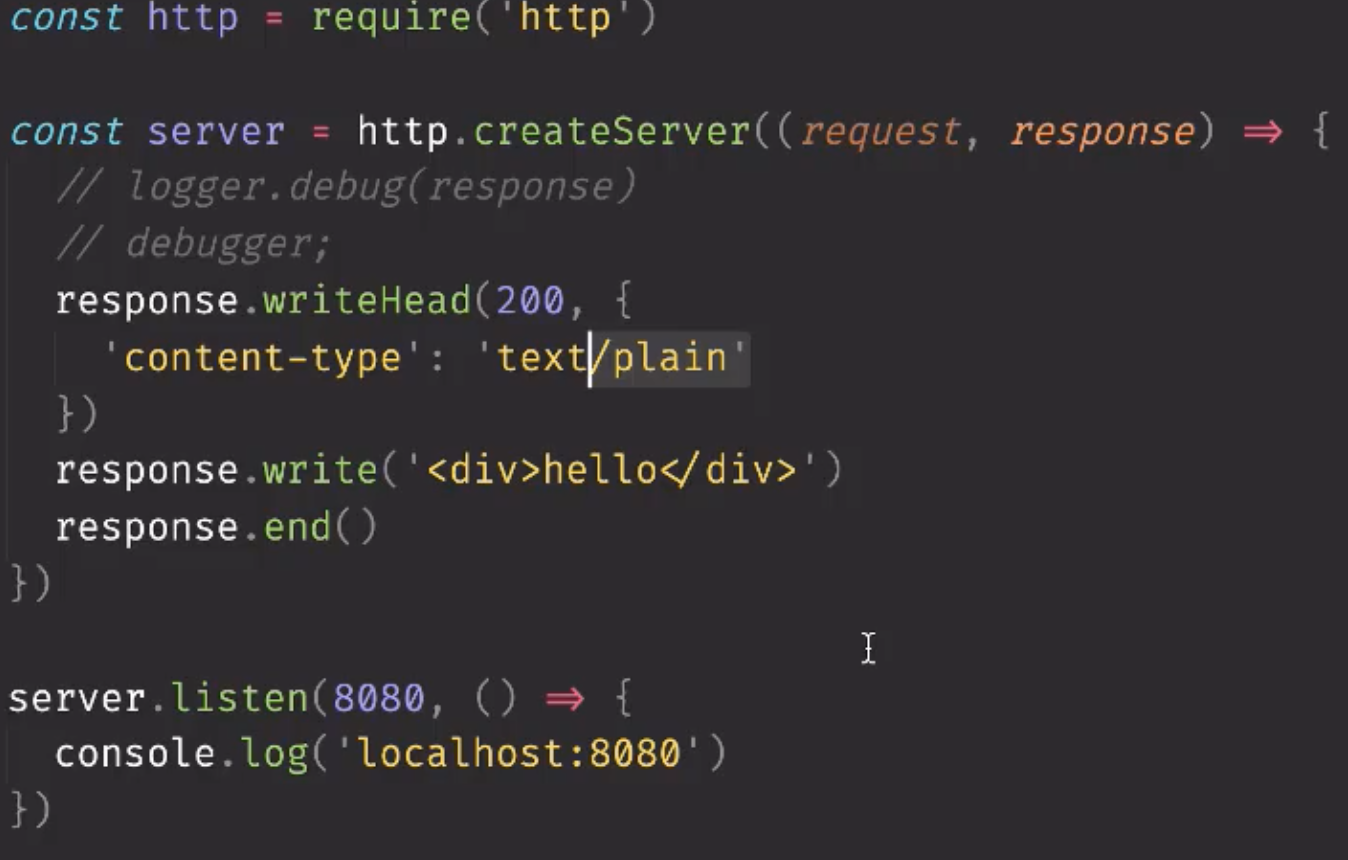 const http = require('http')
const server = http.createServer((request, response) => {
// logger.debug(response)
// debugger;
response.writeHead(200, {
'content-type': 'text/plain'
})
response.write('<div>hello</div>')
response.end()
})
server.listen(8080, () => {
console.log('localhost:8080')
})